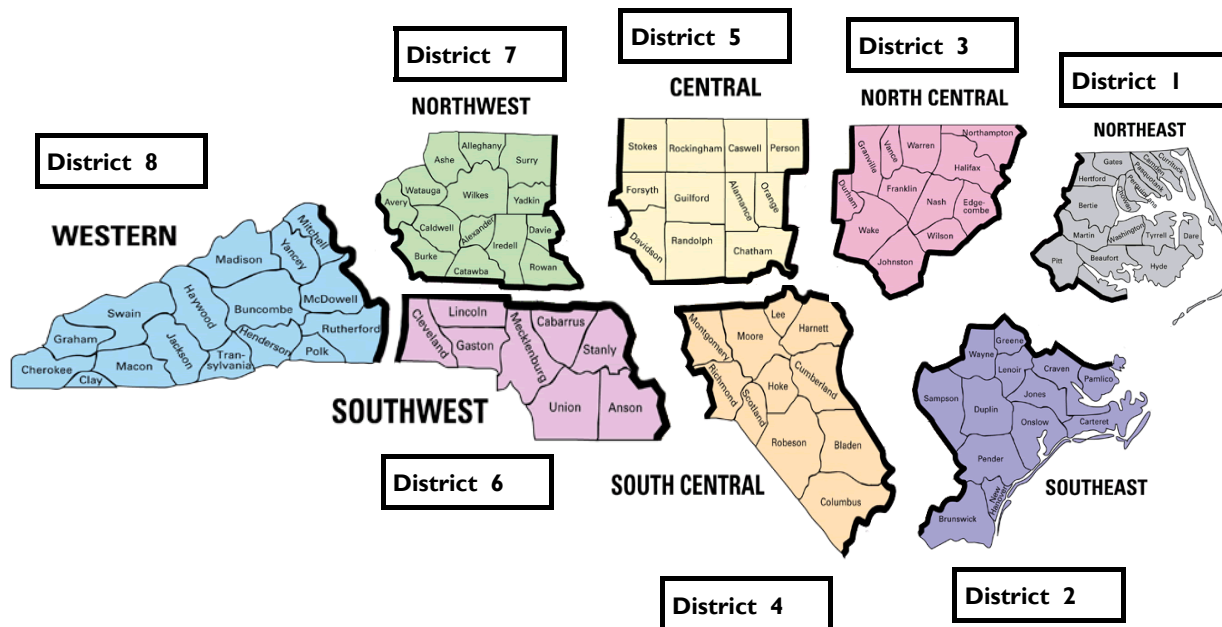 District 7
NORTHWEST
Alleghany
Ashe
Surry
Watauga
Wilkes
Avery
Yadkin
Caldwell
Alexander
Davie
Iredell
Burke
Catawba
Rowan
District 5
CENTRAL
Stokes
Rockingham
Caswell
Person
Forsyth
Guilford
Alamance
Orange
Davidson
Randolph
Chatham
District 3
NORTH CENTRAL
Granville
Vance
Warren
Northampton
Halifax
Durham
Franklin
Nash
Edge-
combe
Wake
Wilson
Johnston
District 1
NORTHEAST
Gates
Currituck
Camden
Pasquotank
Perquim
ans
Chowan
Hertford
Bertie
Martin
Washington
Tyrrell
Dare
Pitt
Beaufort
Hyde
District 8
WESTERN
Mitchell
Yancey
Madison
McDowell
Haywood
Buncombe
Swain
Rutherford
Graham
Jackson
Henderson
Polk
Tran-
sylvania
Macon
Cherokee
Clay
Cleveland
Lincoln
Gaston
Mecklenburg
Cabarrus
Stanly
Union
Anson
SOUTHWEST
District 6
Montgomery
Moore
Lee
Harnett
Richmond
Hoke
Cumberland
Scotland
Robeson
Bladen
Columbus
SOUTH CENTRAL
District 4
Greene
Wayne
Lenoir
Craven
Pamlico
Sampson
Duplin
Jones
Onslow
Carteret
Pender
New
Hanover
Brunswick
SOUTHEAST
District 2